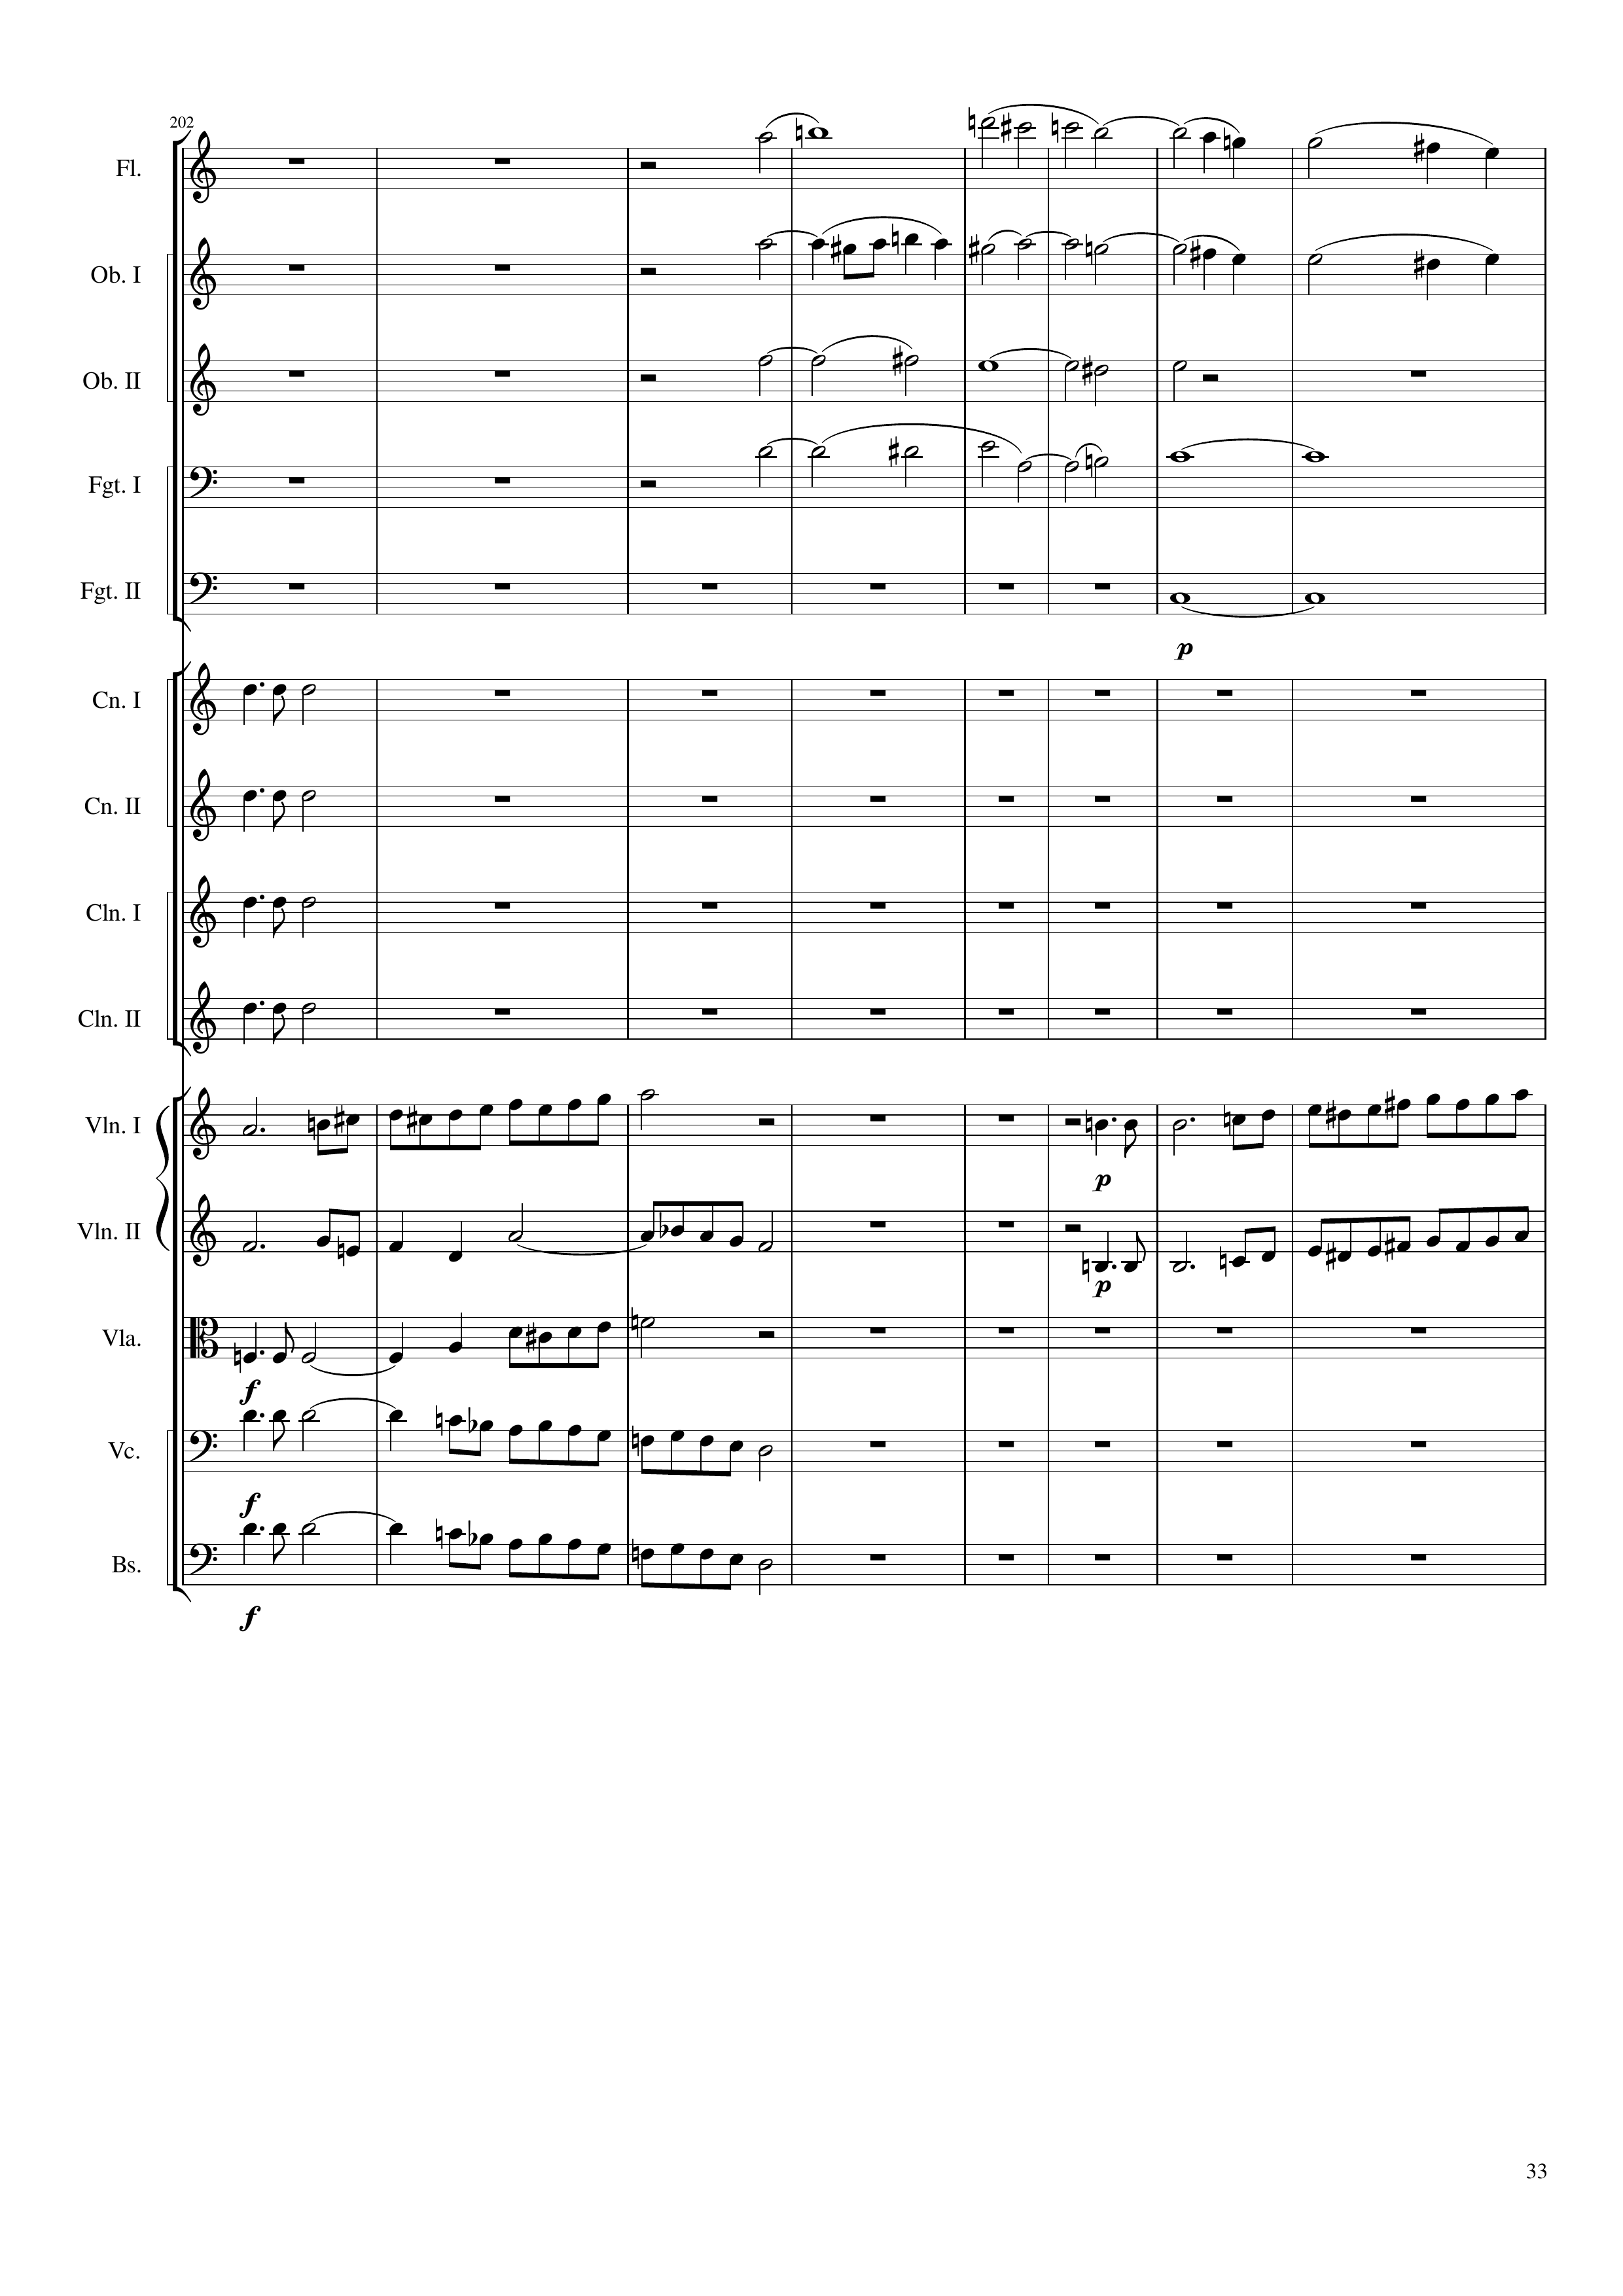 202
Fl.
Ob. I
Ob. II
Fgt. I
Fgt. II
p
Cn. I
Cn. II
Cln. I
Cln. II
Vln. I
p
Vln. II
p
Vla.
f
Vc.
f
Bs.
f
33